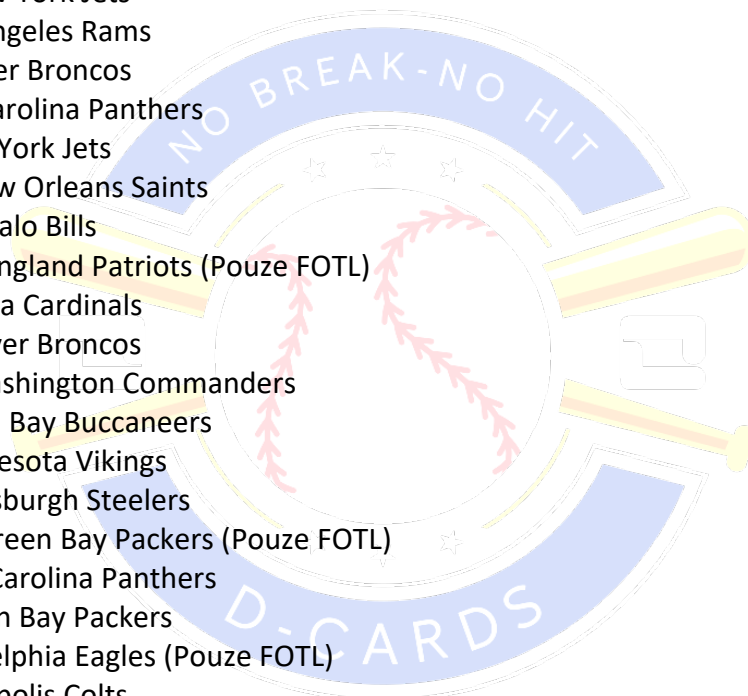 ngeles Rams
er Broncos
arolina Panthers
York Jets
w Orleans Saints
alo Bills
ngland Patriots (Pouze FOTL)
a Cardinals
ver Broncos
ashington Commanders
Bay Buccaneers
esota Vikings
sburgh Steelers
reen Bay Packers (Pouze FOTL)
Carolina Panthers
n Bay Packers
elphia Eagles (Pouze FOTL)
NO BREAK-NO HIT
D-CARDS